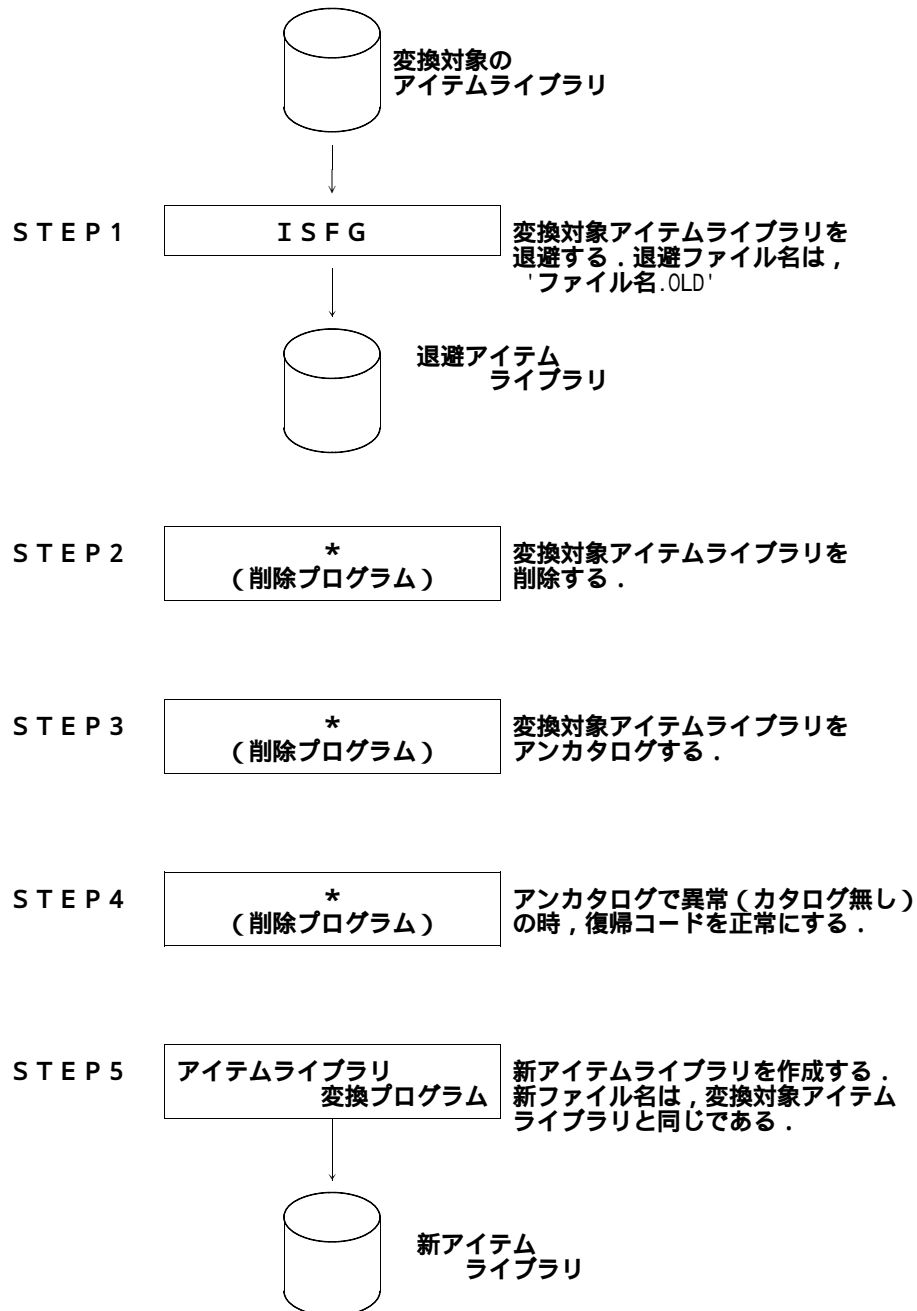 変換対象の
アイテムライブラリ
ＳＴＥＰ１
ＩＳＦＧ
変換対象アイテムライブラリを
退避する．退避ファイル名は，
'ファイル名.OLD'
退避アイテム
ライブラリ
ＳＴＥＰ２
*
（削除プログラム）
変換対象アイテムライブラリを
削除する．
ＳＴＥＰ３
*
（削除プログラム）
変換対象アイテムライブラリを
アンカタログする．
ＳＴＥＰ４
*
（削除プログラム）
アンカタログで異常（カタログ無し）
の時，復帰コードを正常にする．
ＳＴＥＰ５
アイテムライブラリ
変換プログラム
新アイテムライブラリを作成する．
新ファイル名は，変換対象アイテム
ライブラリと同じである．
新アイテム
ライブラリ